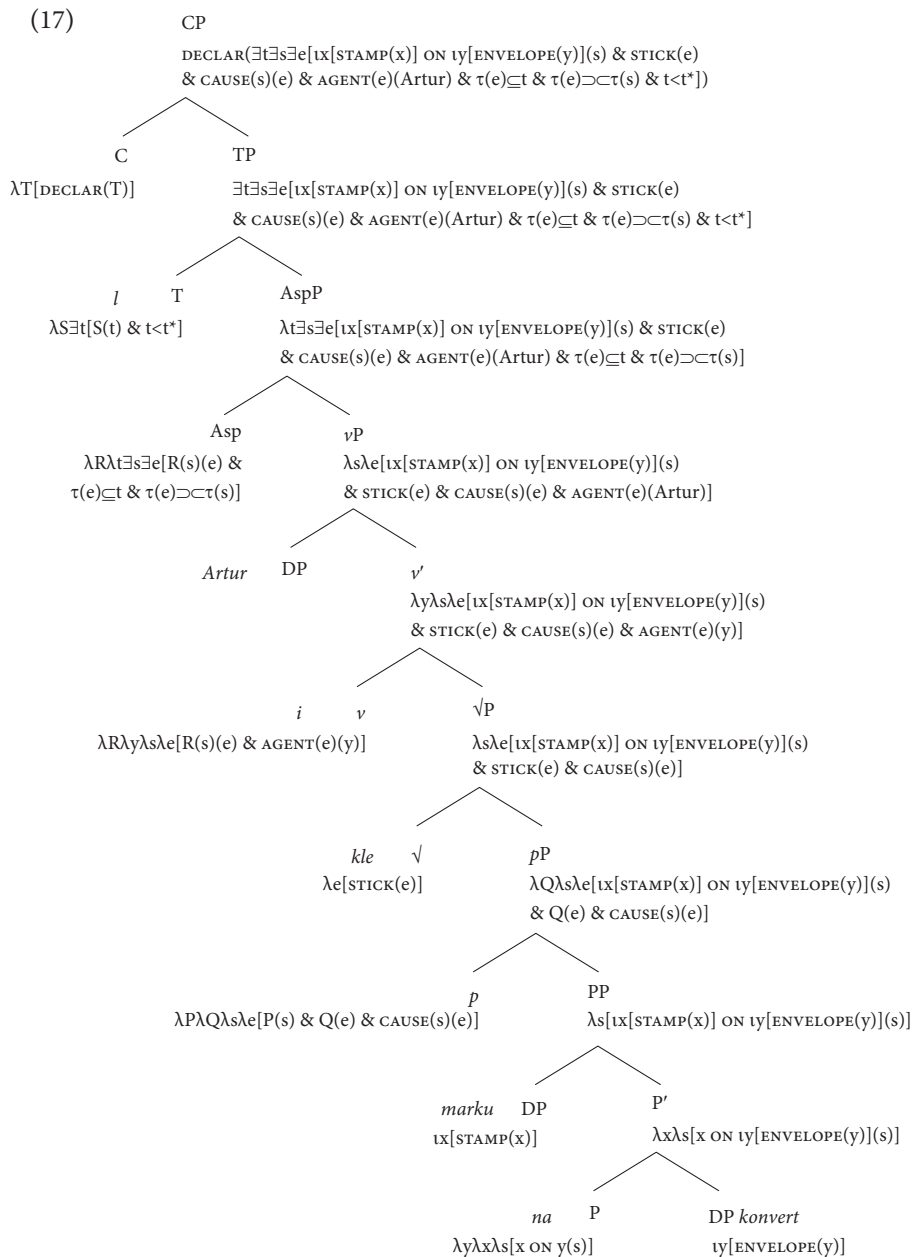 (17)
CP
DECLAR(∃t∃s∃e[ιx[STAMP(x)] ON ιy[ENVELOPE(y)](s) & STICK(e)
& CAUSE(s)(e) & AGENT(e)(Artur) & τ(e)⊆t & τ(e)⊃⊂τ(s) & t<t*])
C TP
λT[DECLAR(T)] ∃t∃s∃e[ιx[STAMP(x)] ON ιy[ENVELOPE(y)](s) & STICK(e)
& CAUSE(s)(e) & AGENT(e)(Artur) & τ(e)⊆t & τ(e)⊃⊂τ(s) & t<t*]
l T AspP
λS∃t[S(t) & t<t*] λt∃s∃e[ιx[STAMP(x)] ON ιy[ENVELOPE(y)](s) & STICK(e)
& CAUSE(s)(e) & AGENT(e)(Artur) & τ(e)⊆t & τ(e)⊃⊂τ(s)]
Asp vP
λRλt∃s∃e[R(s)(e) & λsλe[ιx[STAMP(x)] ON ιy[ENVELOPE(y)](s)
τ(e)⊆t & τ(e)⊃⊂τ(s)] & STICK(e) & CAUSE(s)(e) & AGENT(e)(Artur)]
Artur DP v′
λyλsλe[ιx[STAMP(x)] ON ιy[ENVELOPE(y)](s)
& STICK(e) & CAUSE(s)(e) & AGENT(e)(y)]
i v √P
λRλyλsλe[R(s)(e) & AGENT(e)(y)] λsλe[ιx[STAMP(x)] ON ιy[ENVELOPE(y)](s)
& STICK(e) & CAUSE(s)(e)]
kle √ pP
λe[STICK(e)] λQλsλe[ιx[STAMP(x)] ON ιy[ENVELOPE(y)](s)
& Q(e) & CAUSE(s)(e)]
p PP
λPλQλsλe[P(s) & Q(e) & CAUSE(s)(e)] λs[ιx[STAMP(x)] ON ιy[ENVELOPE(y)](s)]
marku DP P′
ιx[STAMP(x)] λxλs[x ON ιy[ENVELOPE(y)](s)]
na P DP konvert
λyλxλs[x ON y(s)] ιy[ENVELOPE(y)]